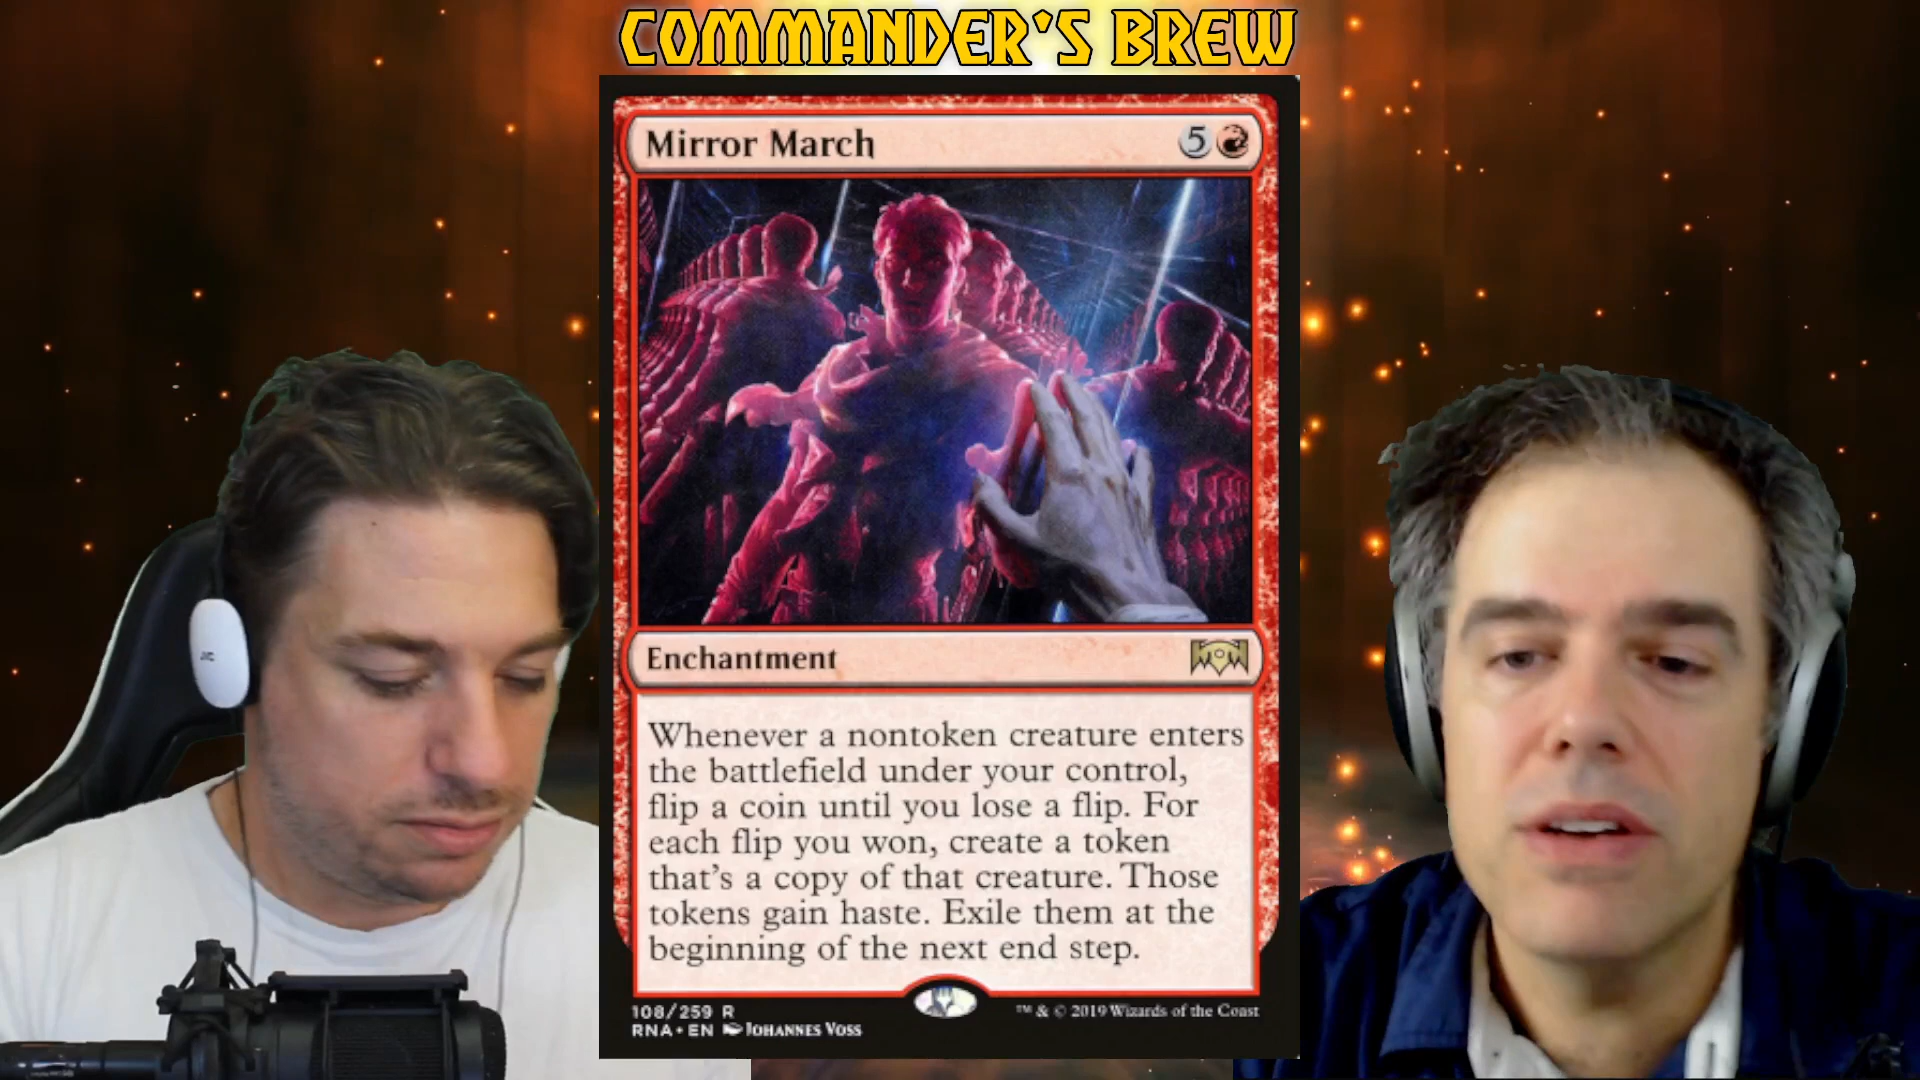 COMMANDER'S BREW
Mirror March 5
Enchantment
Whenever a nontoken creature enters
the battlefield under your control,
flip a coin until you lose a flip. For
each flip you won, create a token
that's a copy of that creature. Those
tokens gain haste. Exile them at the
beginning of the next end step.
108/259 R
™ & © 2019 Wizards of the Coast
RNA • EN Johannes Voss
JVC